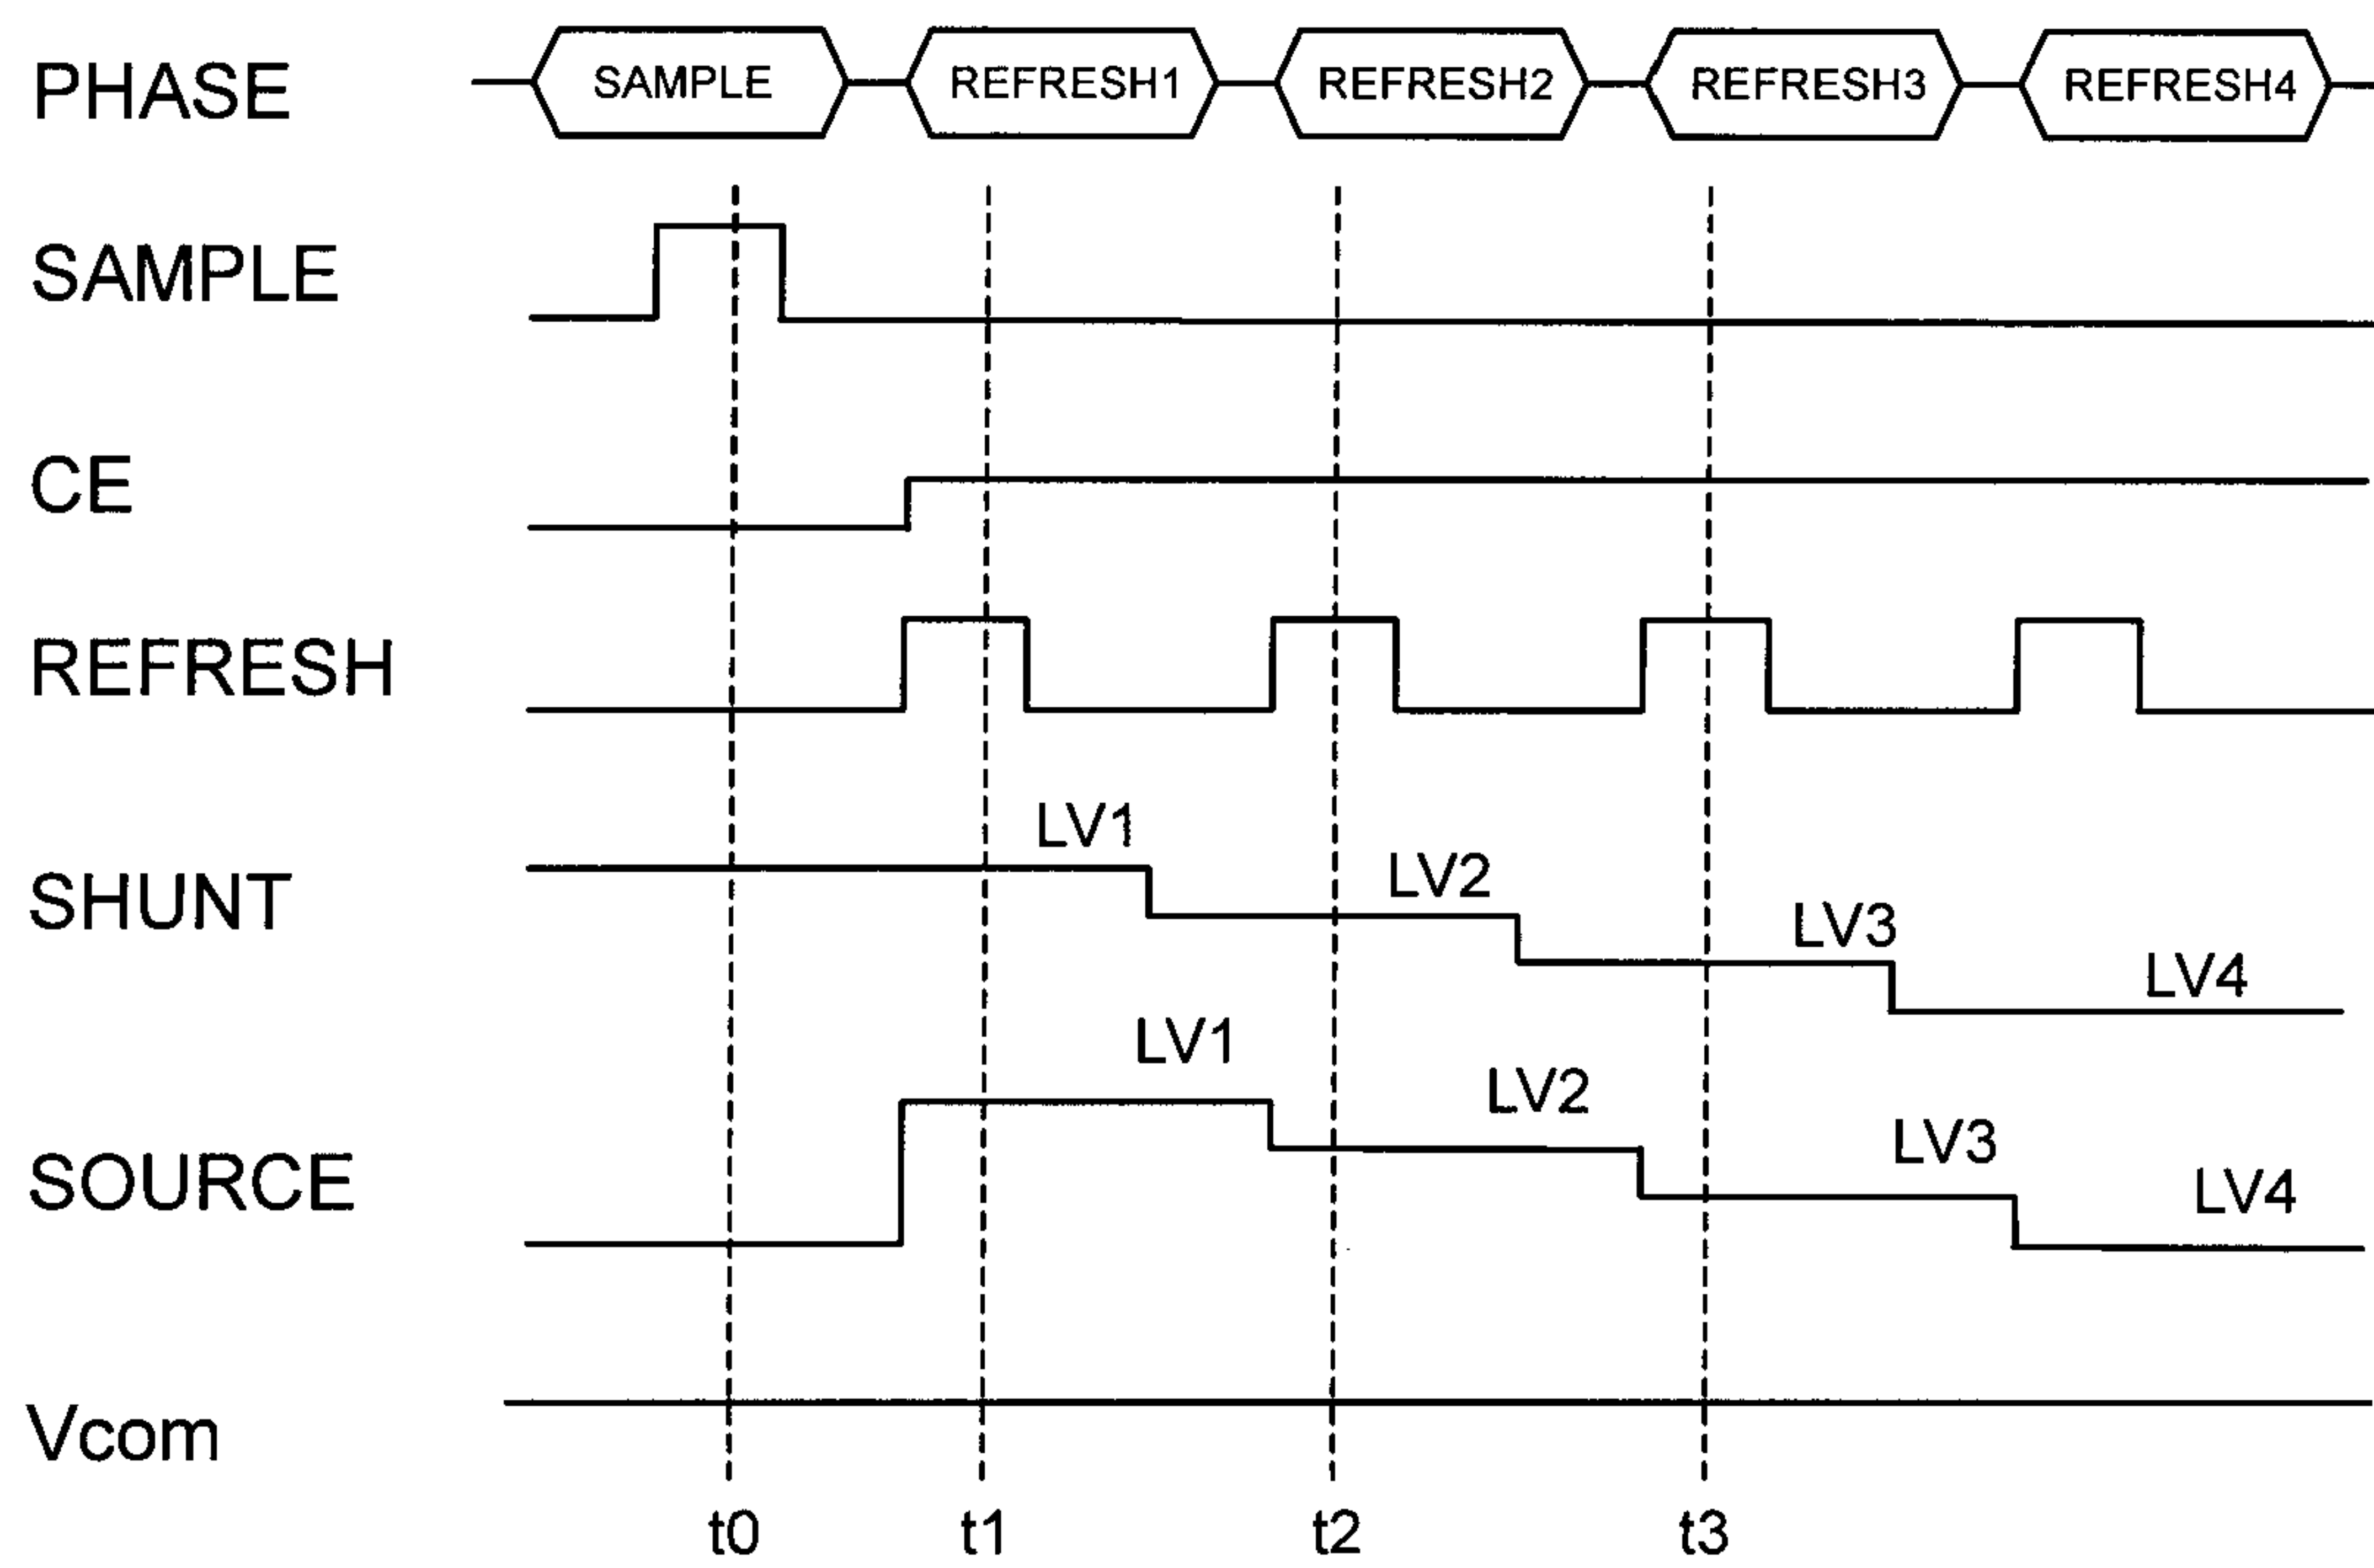 PHASE SAMPLE REFRESH1 REFRESH2 REFRESH3 REFRESH4
SAMPLE
CE
REFRESH
SHUNT LV1 LV2 LV3 LV4
SOURCE LV1 LV2 LV3 LV4
Vcom
t0 t1 t2 t3